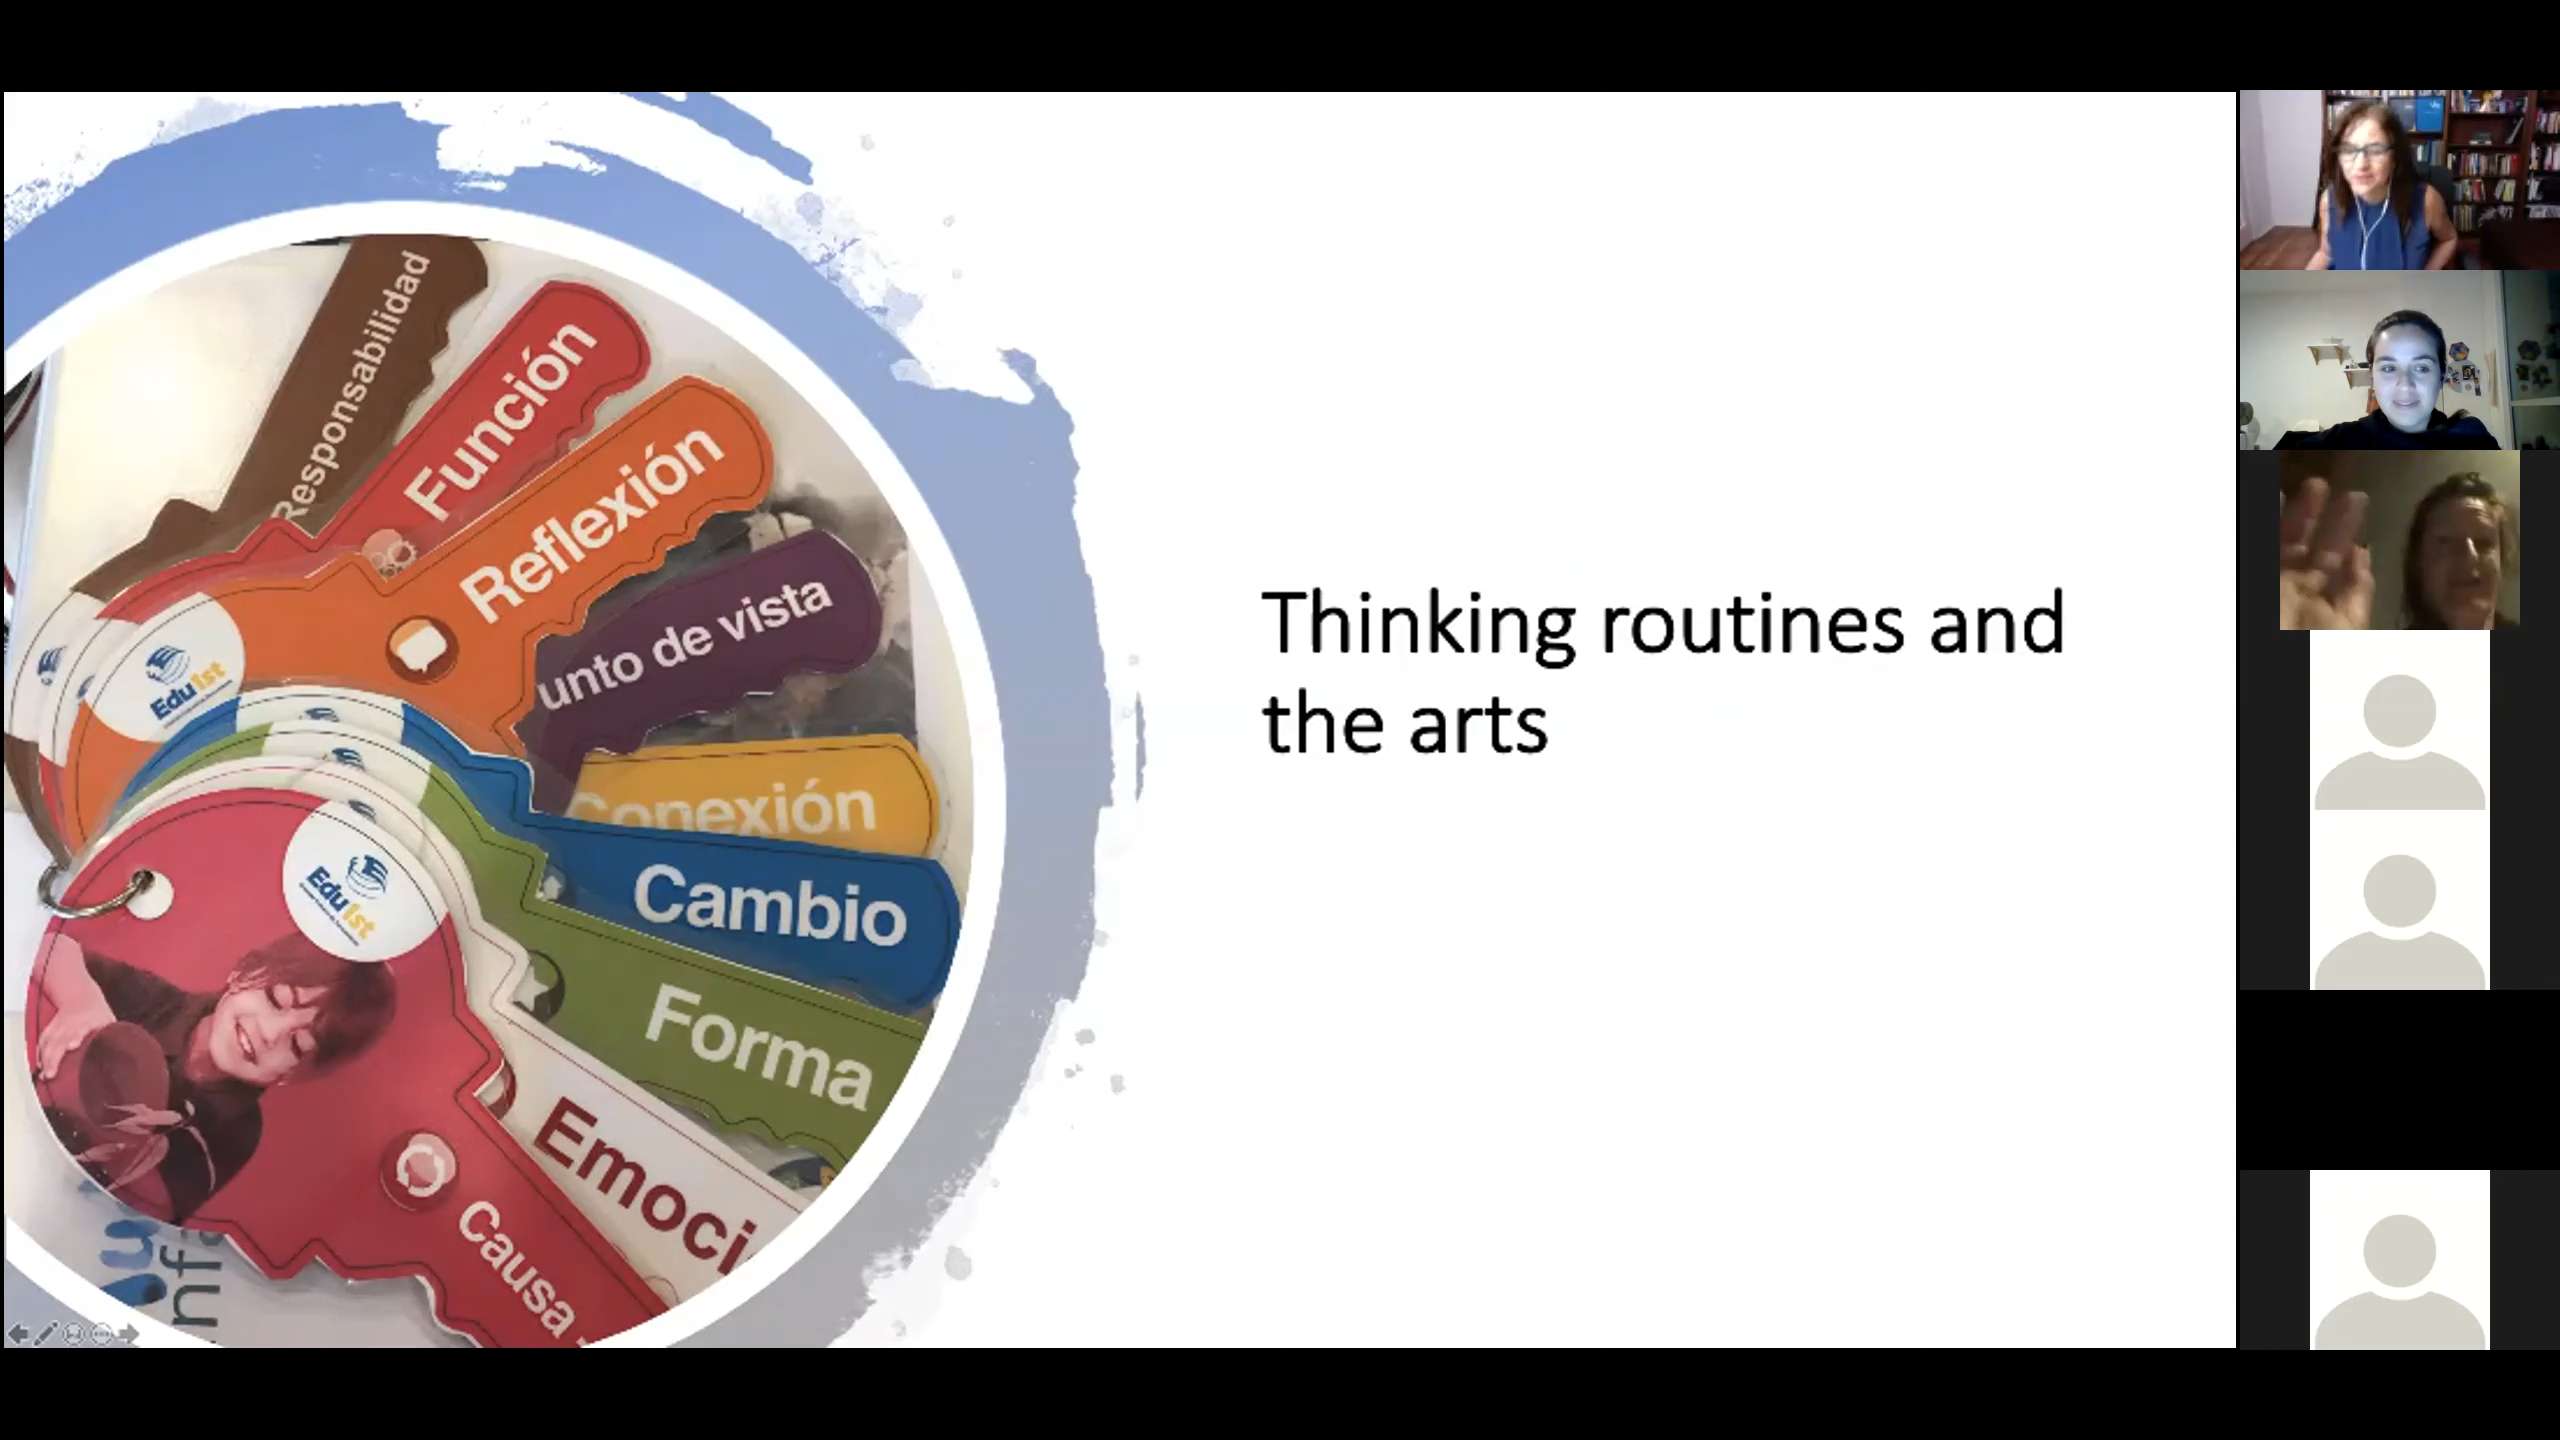 Responsabilidad
Función
Reflexión
unto de vista
Conexión
Cambio
Forma
Emoci
Causa
Edu1st
Edu1st
Thinking routines and
the arts